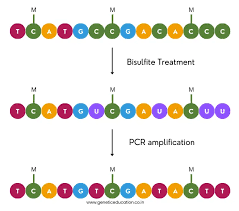 M M M
T C A T G C C G A C A C C C
Bisulfite Treatment
M M M
T C A T G U C G A U A C U U
PCR amplification
M M M
T C A T G T C G A T A C T T
www.geneticeducation.co.in